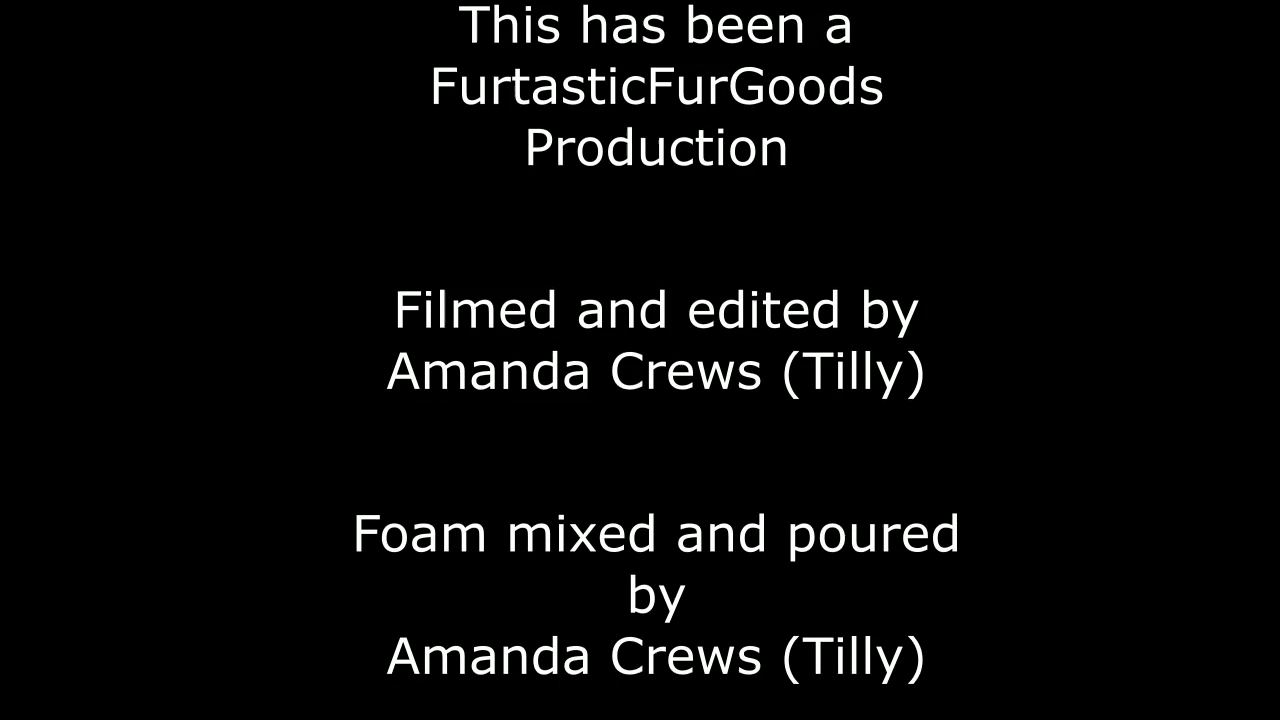 This has been a
FurtasticFurGoods
Production
Filmed and edited by
Amanda Crews (Tilly)
Foam mixed and poured
by
Amanda Crews (Tilly)